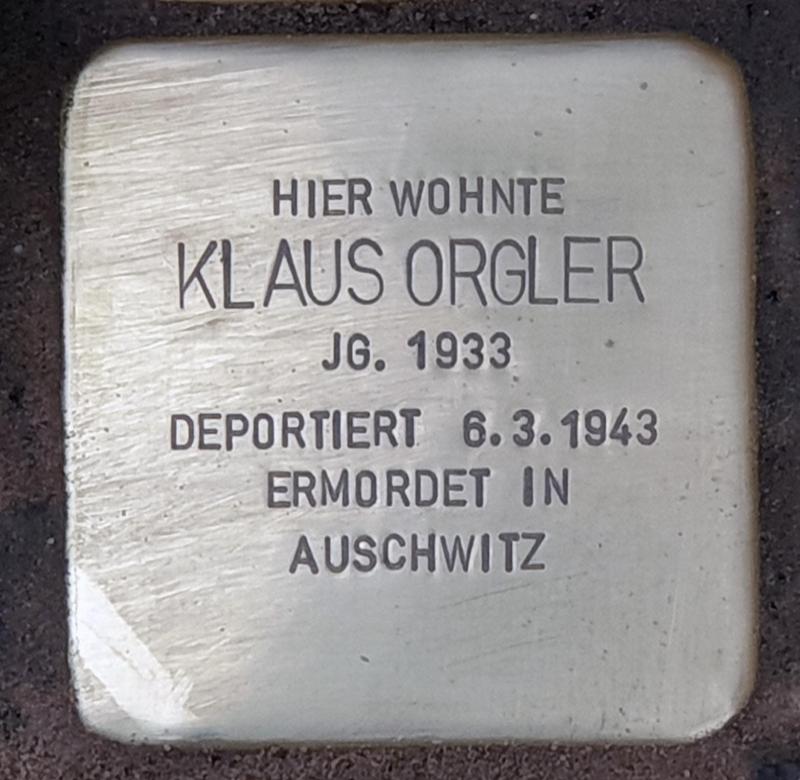 HIER WOHNTE
KLAUS ORGLER
JG. 1933
DEPORTIERT 6.3.1943
ERMORDET IN
AUSCHWITZ